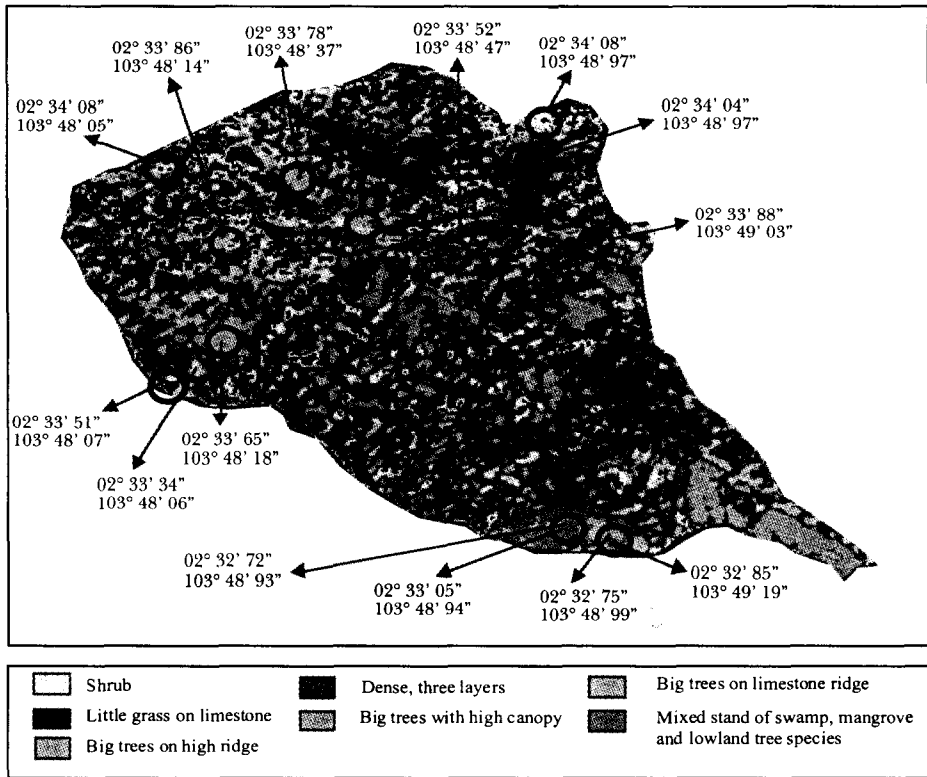 02° 33' 86”
103° 48' 14”
02° 33' 78”
103° 48' 37”
02° 33' 52”
103° 48' 47”
02° 34' 08”
103° 48' 97”
02° 34' 08”
103° 48' 05”
02° 34' 04”
103° 48' 97”
02° 33' 88”
103° 49' 03”
02° 33' 51”
103° 48' 07”
02° 33' 65”
103° 48' 18”
02° 33' 34”
103° 48' 06”
02° 32' 72”
103° 48' 93”
02° 33' 05”
103° 48' 94”
02° 32' 75”
103° 48' 99”
02° 32' 85”
103° 49' 19”
Shrub
Little grass on limestone
Big trees on high ridge
Dense, three layers
Big trees with high canopy
Big trees on limestone ridge
Mixed stand of swamp, mangrove
and lowland tree species